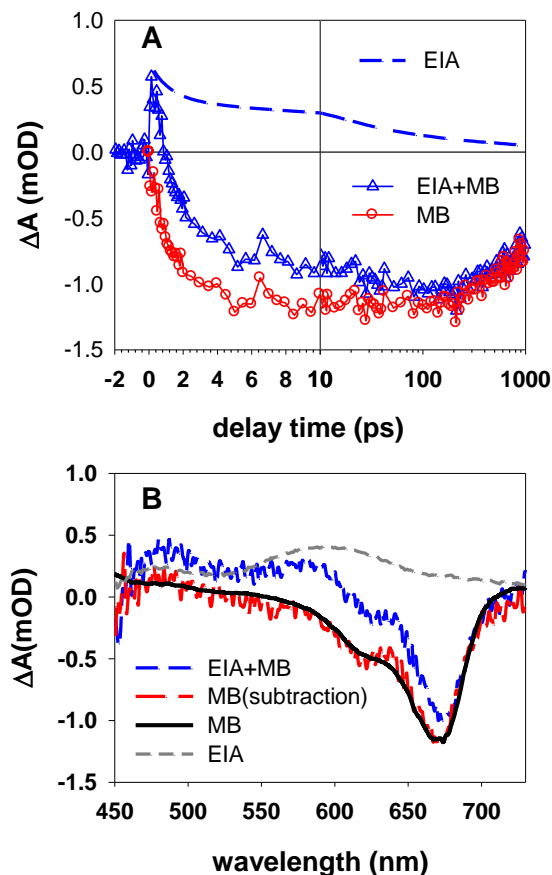 A
1.0
0.5
0.0
-0.5
-1.0
-1.5
ΔA (mOD)
EIA
EIA+MB
MB
-2 0 2 4 6 8 10 10 100 1000
delay time (ps)
B
1.0
0.5
0.0
-0.5
-1.0
-1.5
ΔA(mOD)
EIA+MB
MB(subtraction)
MB
EIA
450 500 550 600 650 700
wavelength (nm)